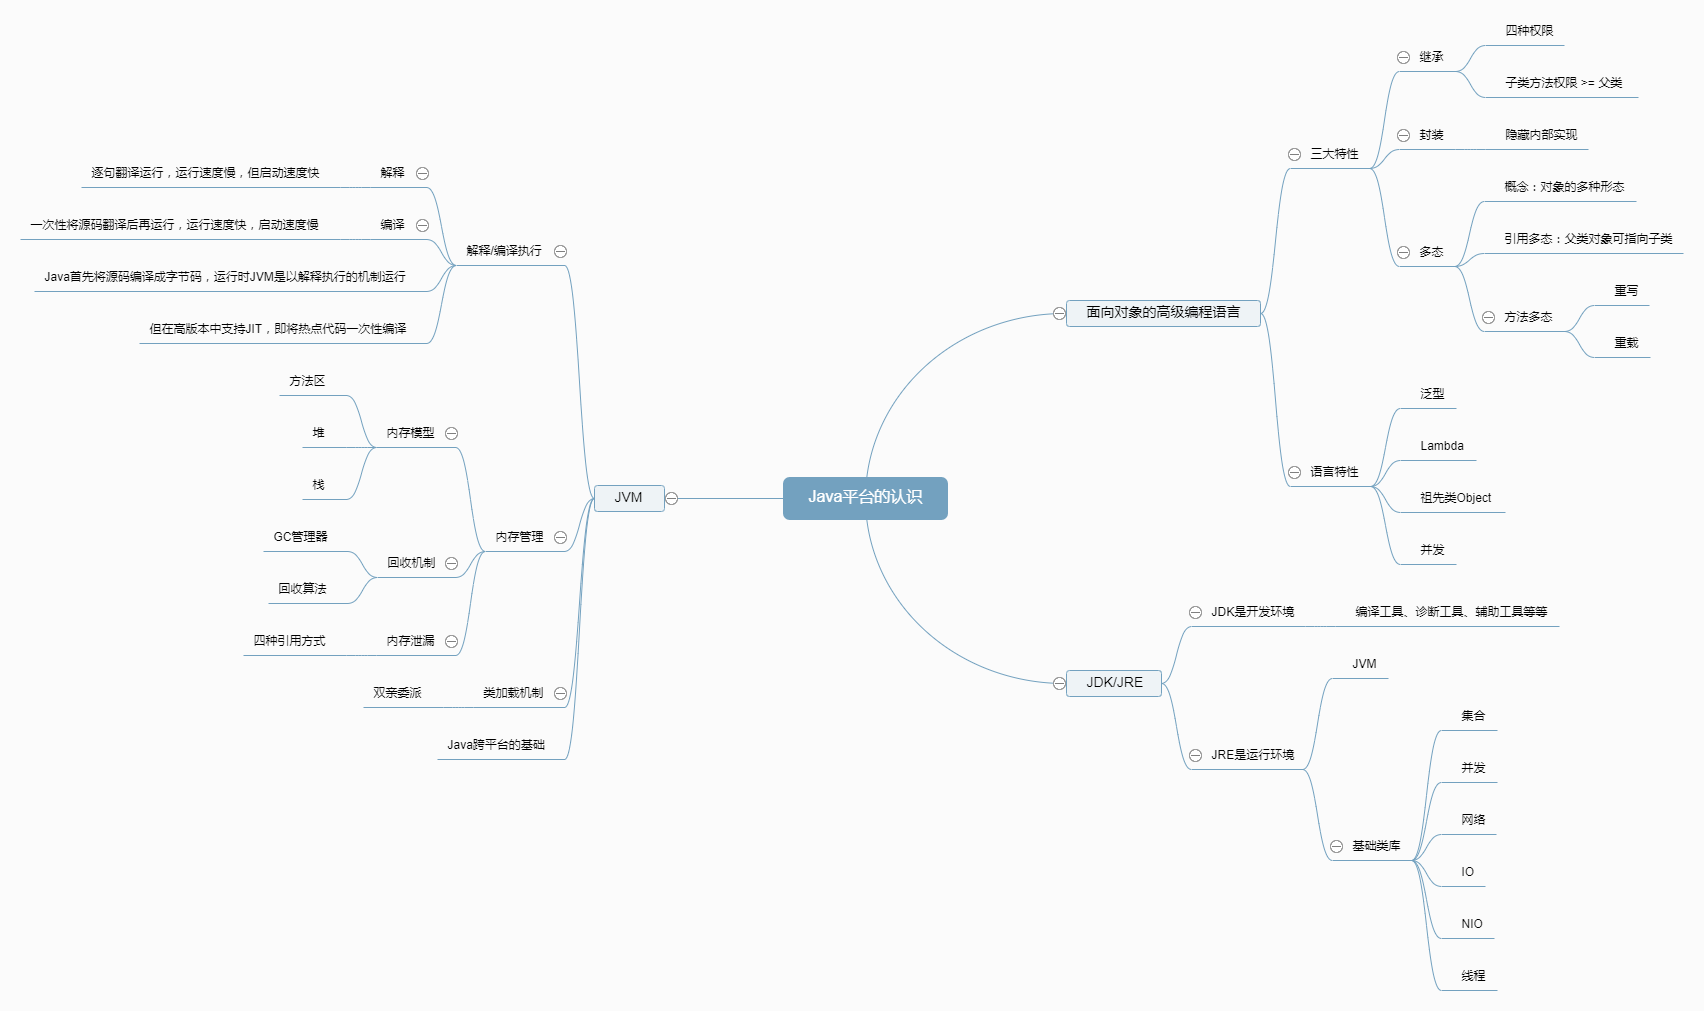 Java平台的认识
面向对象的高级编程语言
三大特性
继承
四种权限
子类方法权限 >= 父类
封装
隐藏内部实现
多态
概念：对象的多种形态
引用多态：父类对象可指向子类
方法多态
重写
重载
语言特性
泛型
Lambda
祖先类Object
并发
JDK/JRE
JDK是开发环境
编译工具、诊断工具、辅助工具等等
JRE是运行环境
JVM
基础类库
集合
并发
网络
IO
NIO
线程
JVM
解释/编译执行
解释
逐句翻译运行，运行速度慢，但启动速度快
编译
一次性将源码翻译后再运行，运行速度快，启动速度慢
Java首先将源码编译成字节码，运行时JVM是以解释执行的机制运行
但在高版本中支持JIT，即将热点代码一次性编译
内存管理
内存模型
方法区
堆
栈
回收机制
GC管理器
回收算法
内存泄漏
四种引用方式
类加载机制
双亲委派
Java跨平台的基础